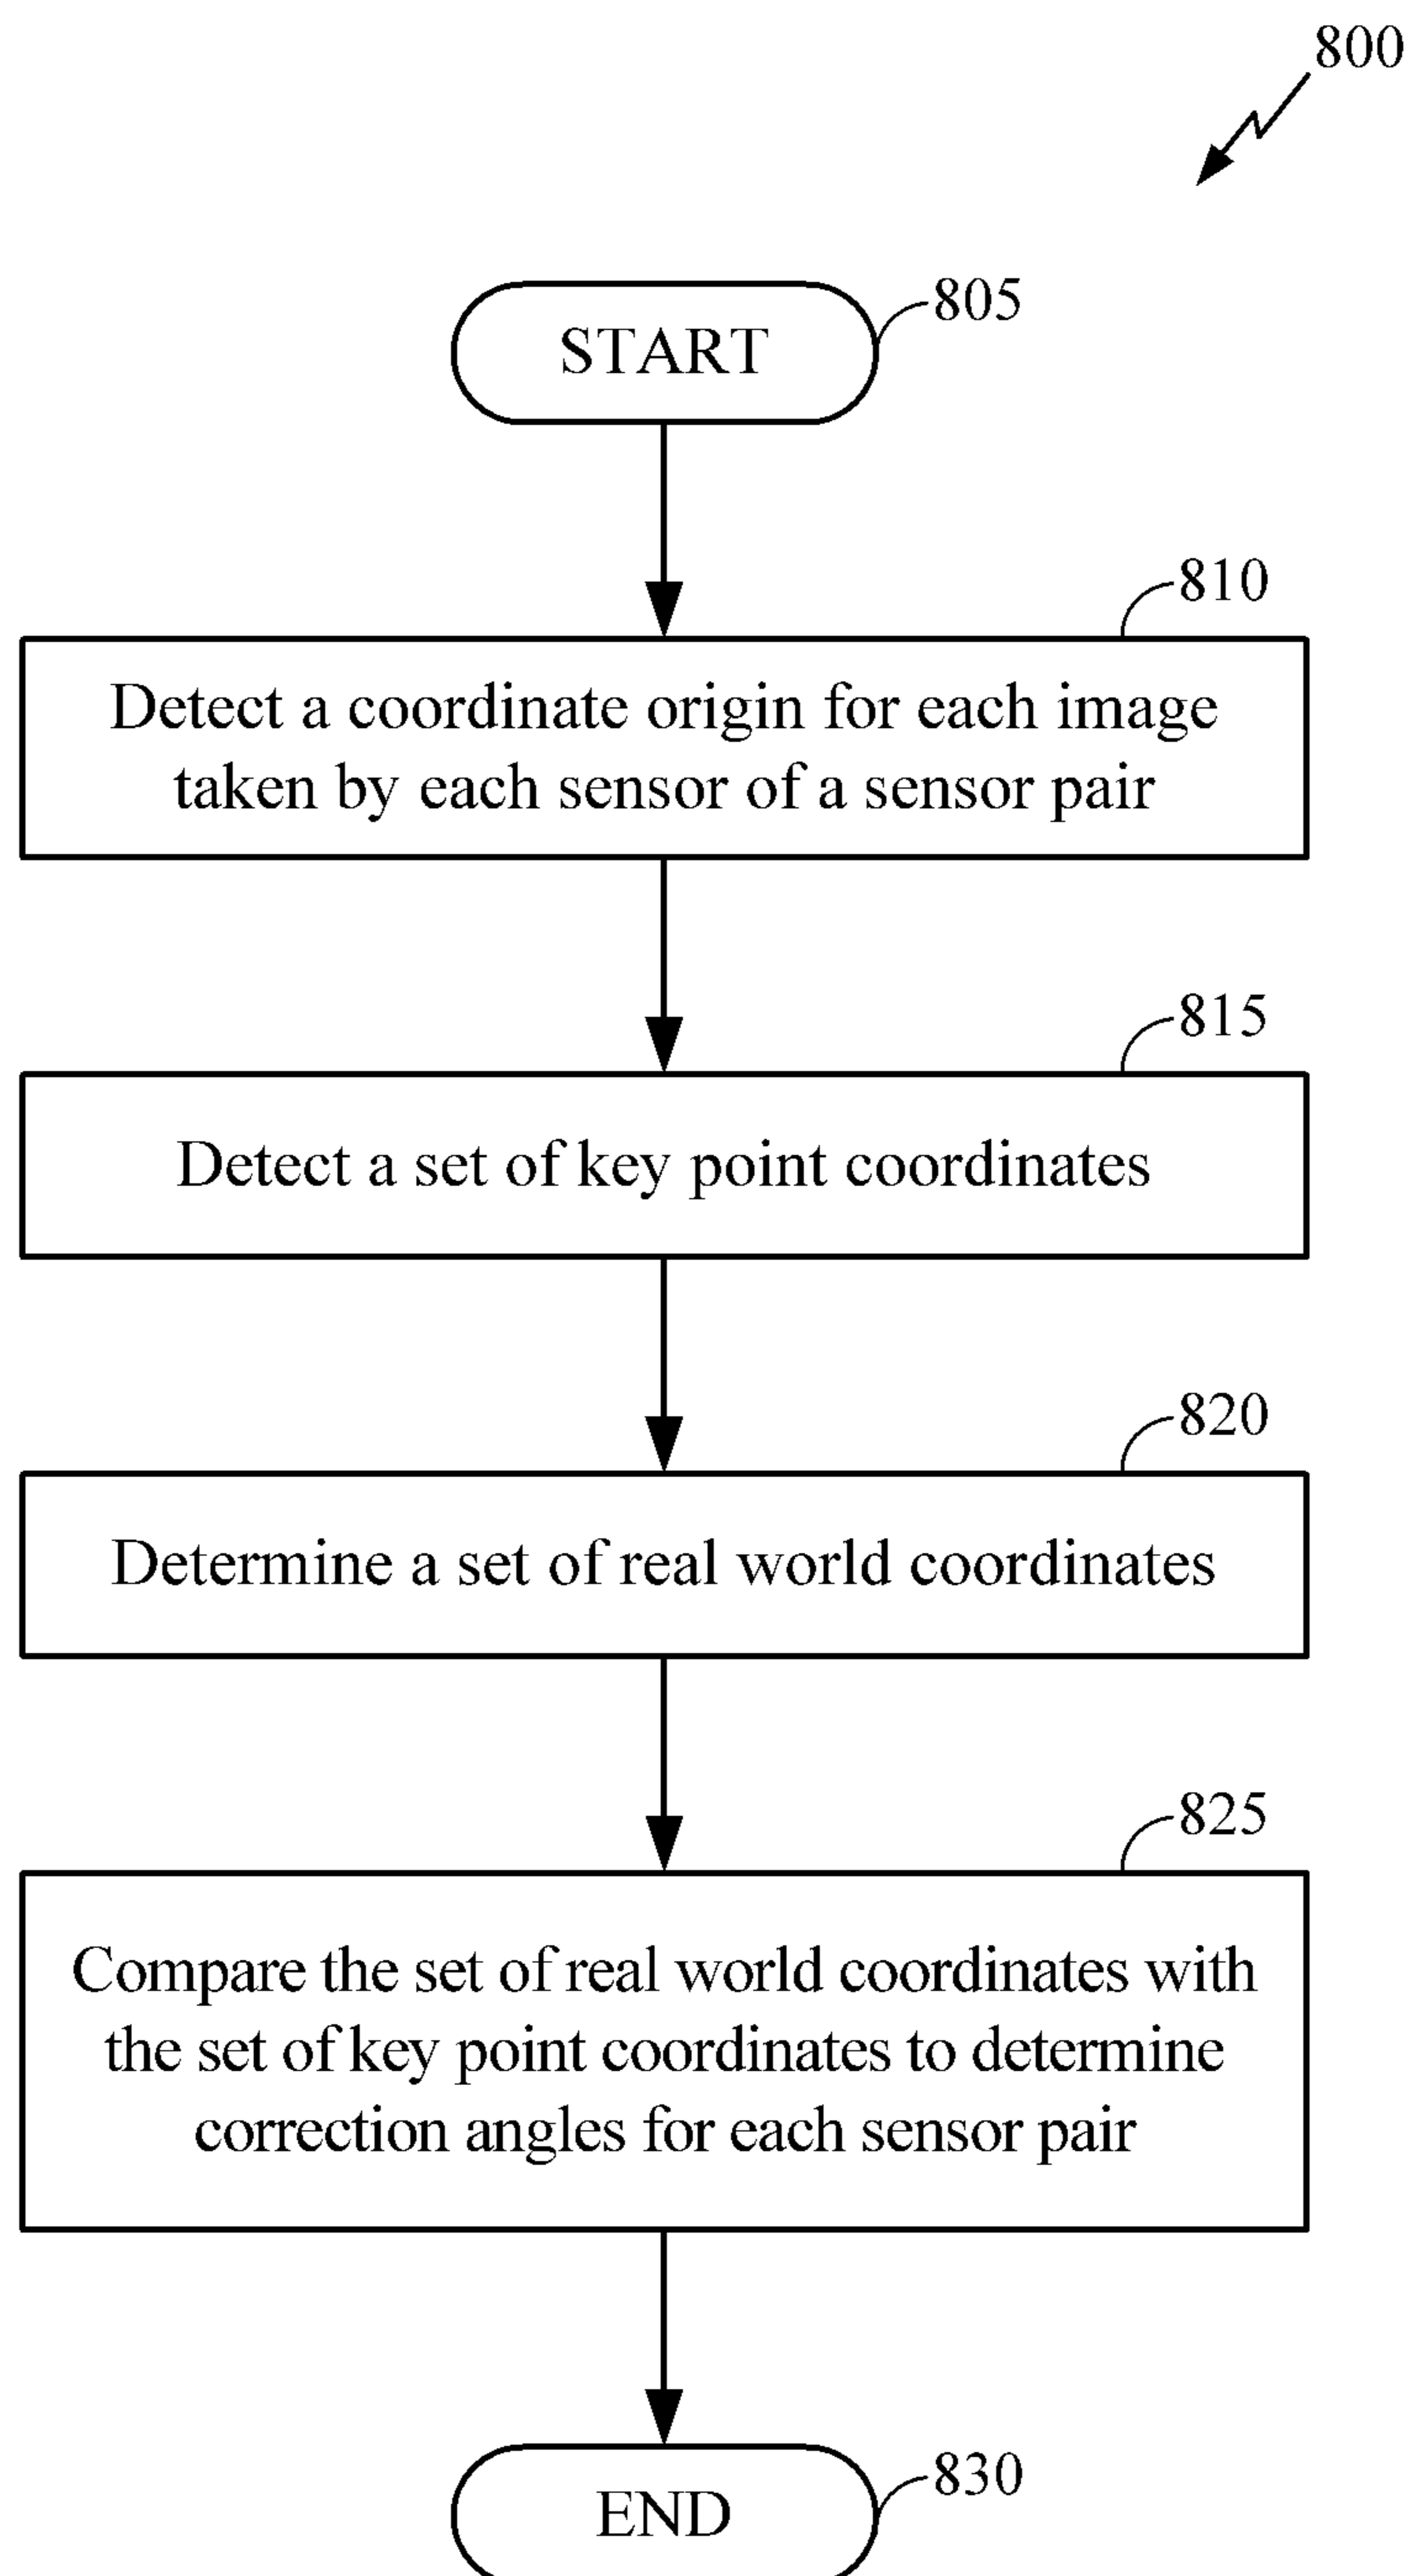 800
START
805
810
Detect a coordinate origin for each image
taken by each sensor of a sensor pair
815
Detect a set of key point coordinates
820
Determine a set of real world coordinates
825
Compare the set of real world coordinates with
the set of key point coordinates to determine
correction angles for each sensor pair
830
END